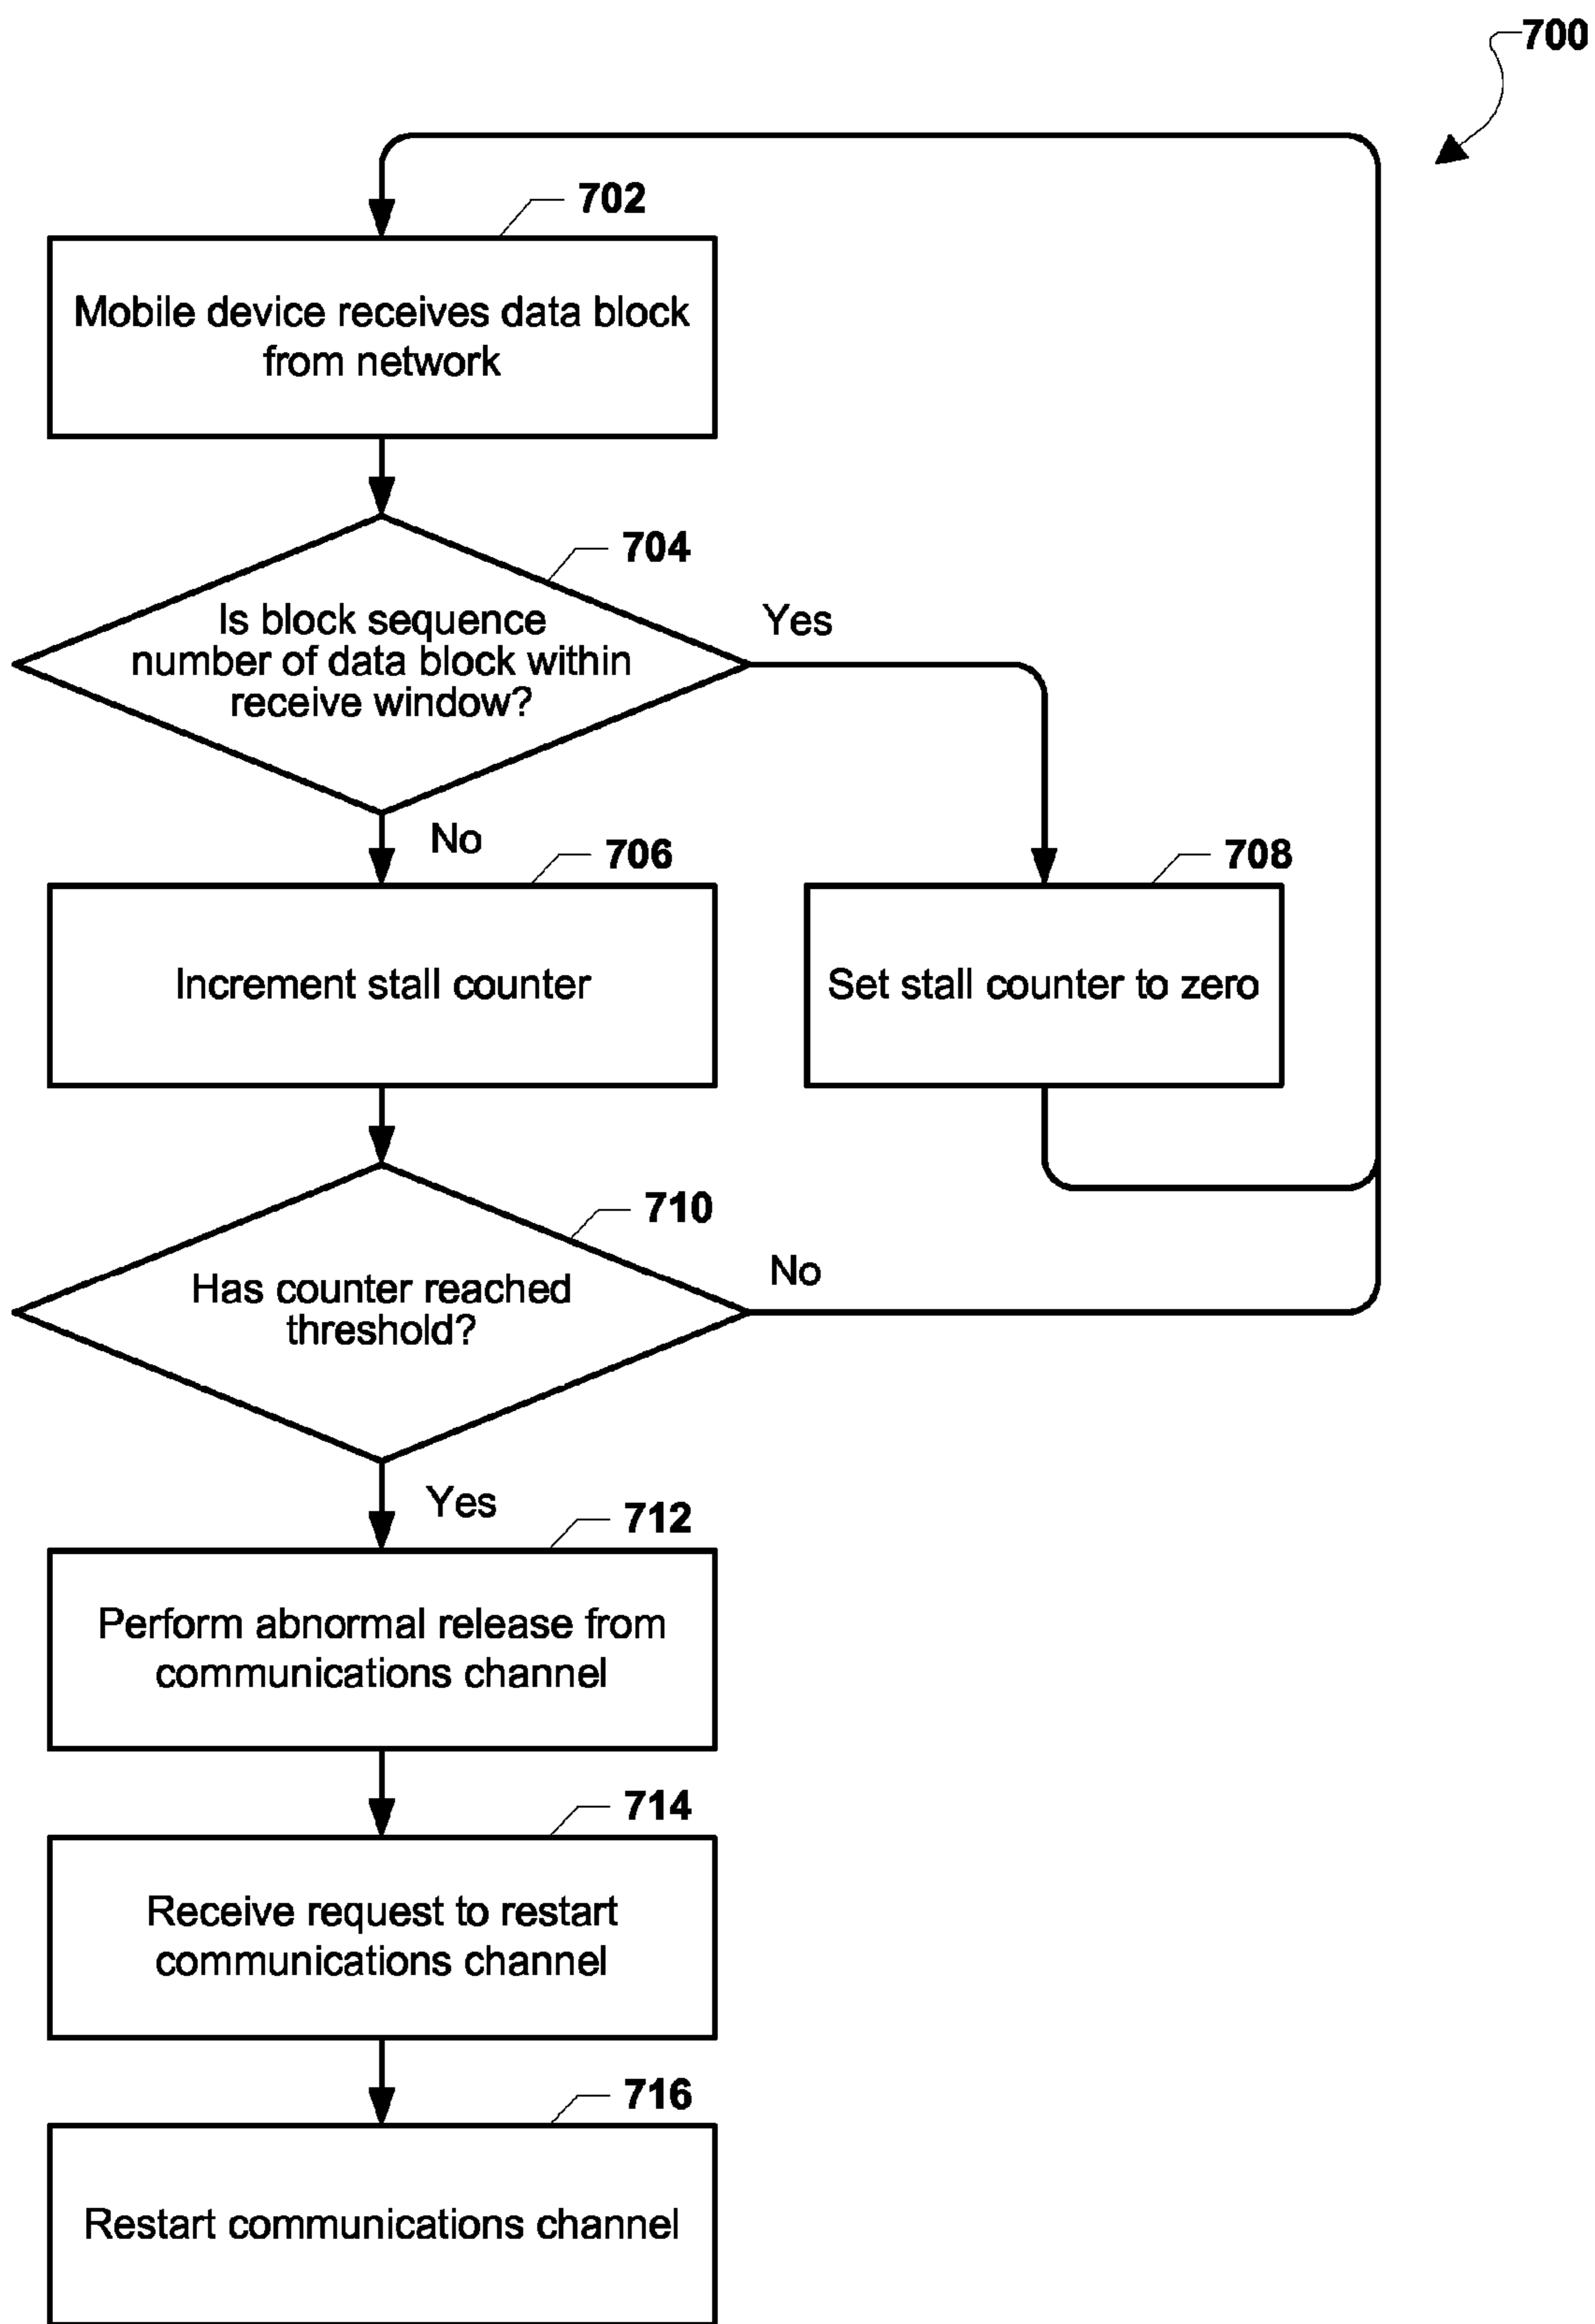 700
702
Mobile device receives data block
from network
704
Is block sequence
number of data block within
receive window?
Yes
No
706
Increment stall counter
708
Set stall counter to zero
710
Has counter reached
threshold?
No
Yes
712
Perform abnormal release from
communications channel
714
Receive request to restart
communications channel
716
Restart communications channel